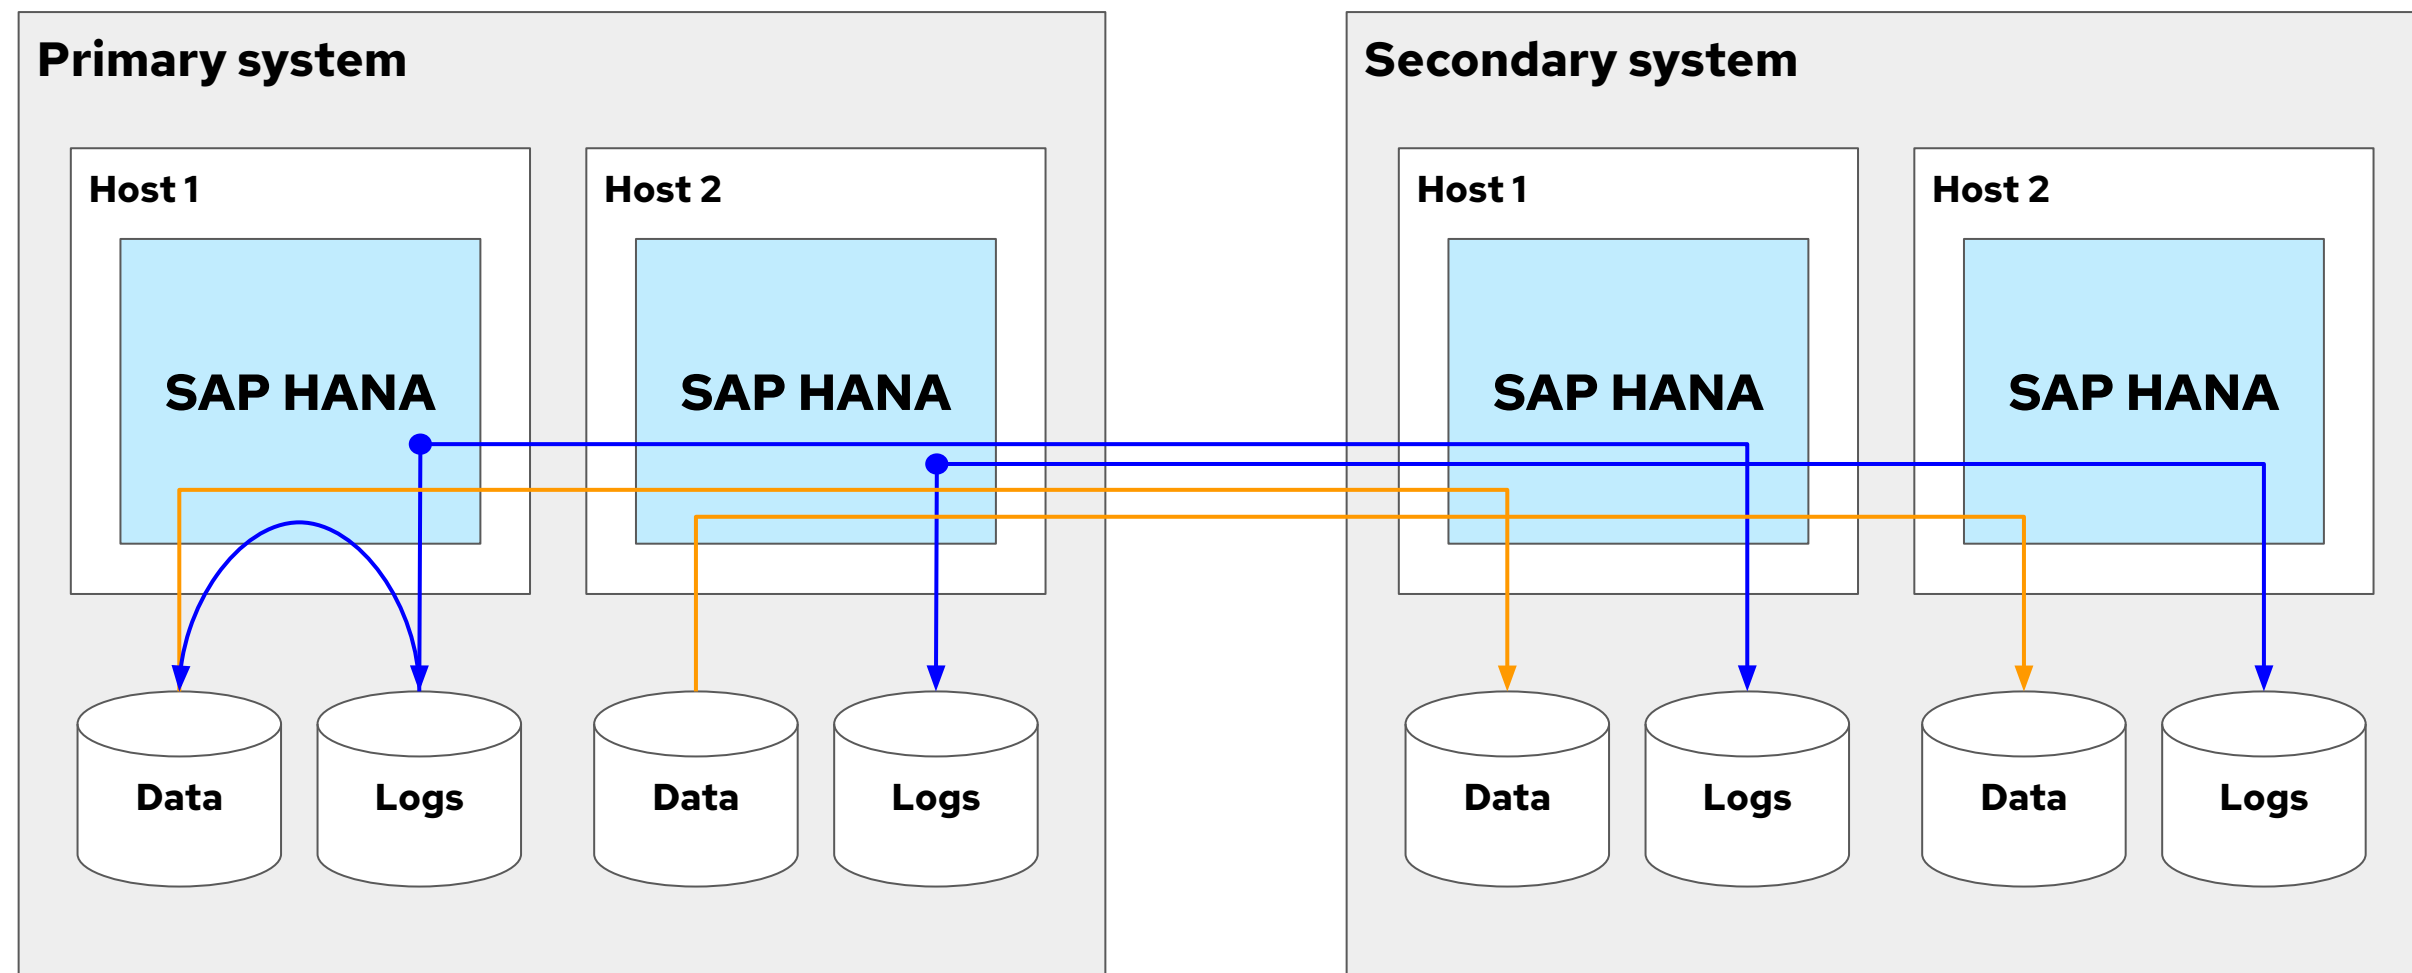 Primary system
Host 1
SAP HANA
Data
Logs
Host 2
SAP HANA
Data
Logs
Secondary system
Host 1
SAP HANA
Data
Logs
Host 2
SAP HANA
Data
Logs